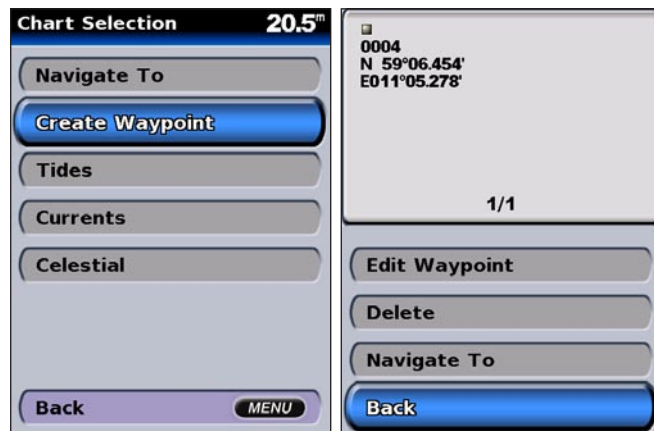 Chart Selection 20.5m
Navigate To
Create Waypoint
Tides
Currents
Celestial
Back MENU
0004
N 59°06.454'
E011°05.278'
1/1
Edit Waypoint
Delete
Navigate To
Back